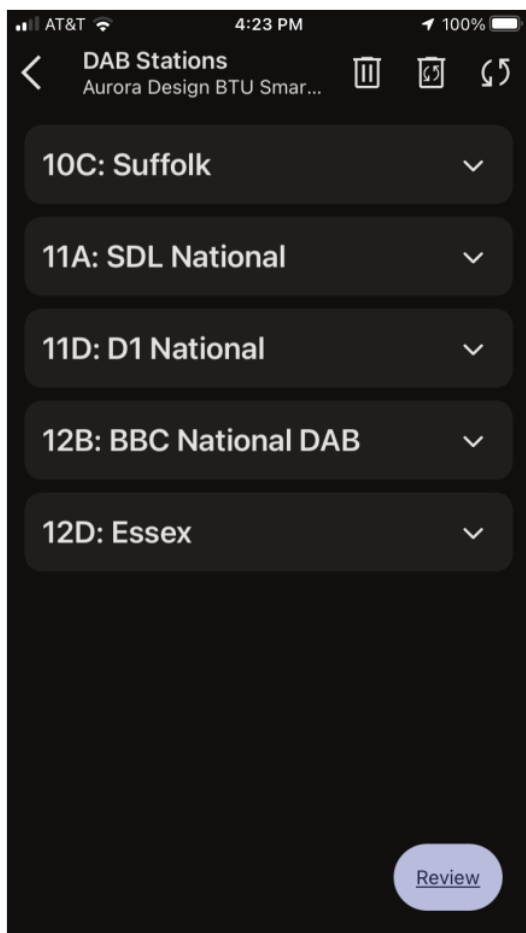 AT&T 4:23 PM 100%
DAB Stations
Aurora Design BTU Smar...
10C: Suffolk
11A: SDL National
11D: D1 National
12B: BBC National DAB
12D: Essex
Review